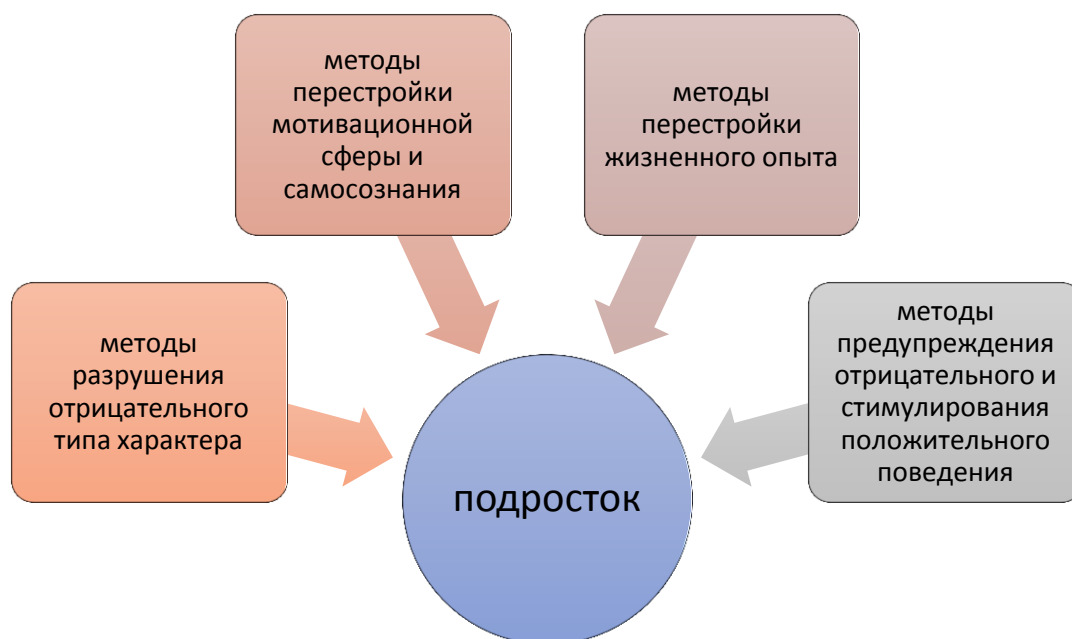 методы
перестройки
мотивационной
сферы и
самосознания
методы
перестройки
жизненного опыта
методы
разрушения
отрицательного
типа характера
методы
предупреждения
отрицательного и
стимулирования
положительного
поведения
подросток